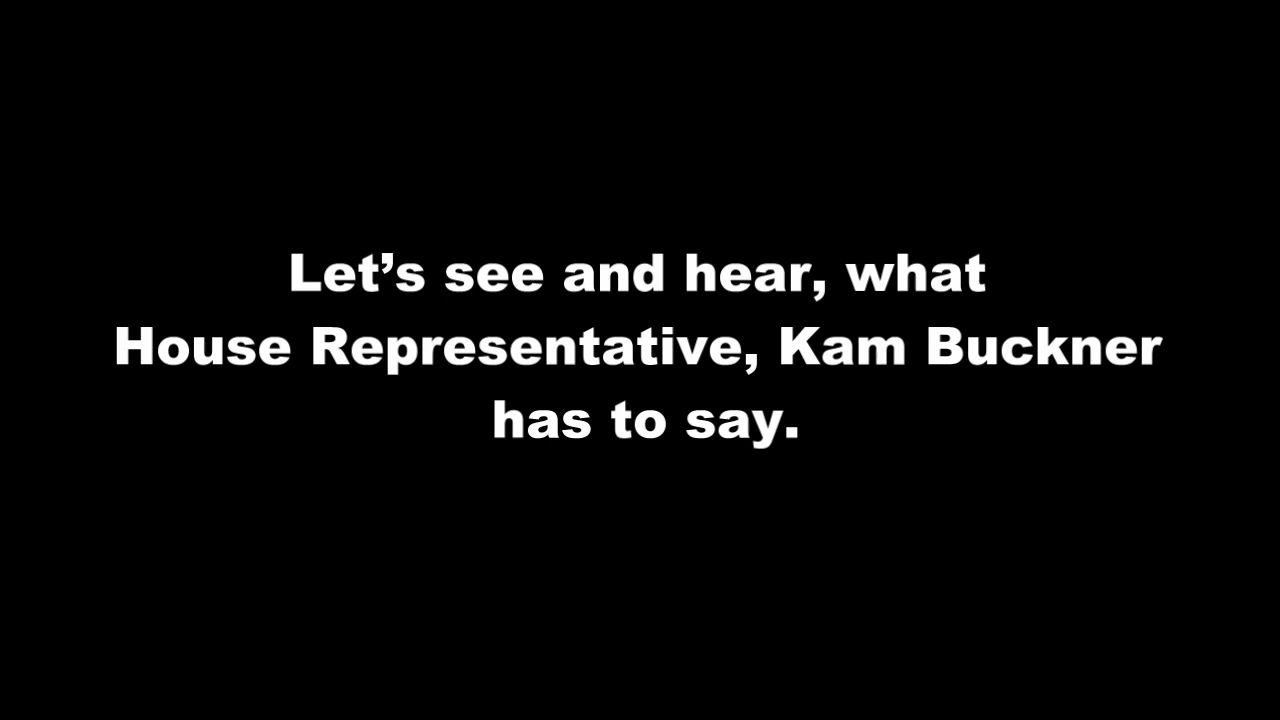 Let’s see and hear, what
House Representative, Kam Buckner
has to say.